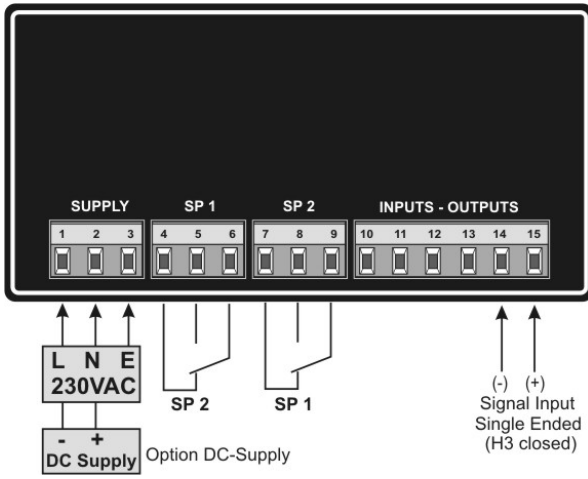 SUPPLY SP 1 SP 2 INPUTS - OUTPUTS
1 2 3 4 5 6 7 8 9 10 11 12 13 14 15
L N E
230VAC
- +
DC Supply
Option DC-Supply
SP 2
SP 1
(-) (+)
Signal Input
Single Ended
(H3 closed)